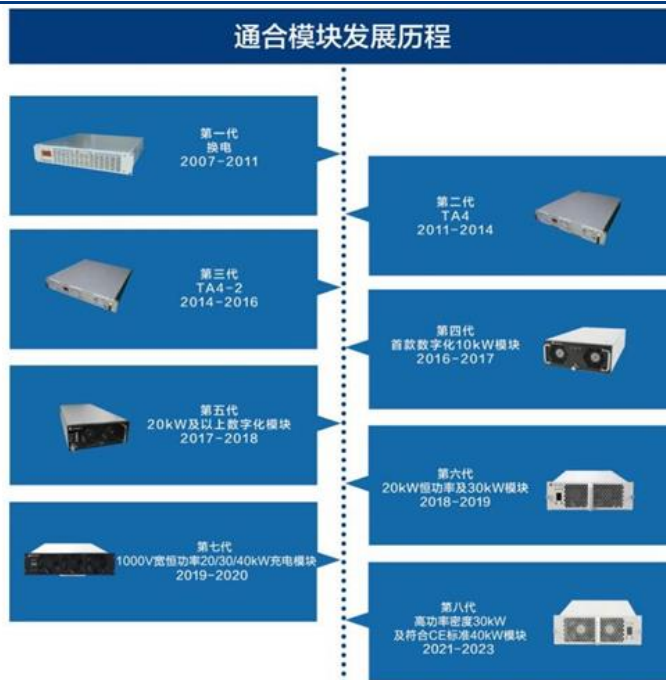 通合模块发展历程
第一代
换电
2007-2011
第二代
TA4
2011-2014
第三代
TA4-2
2014-2016
第四代
首款数字化10kW模块
2016-2017
第五代
20kW及以上数字化模块
2017-2018
第六代
20kW恒功率及30kW模块
2018-2019
第七代
1000V宽恒功率20/30/40kW充电模块
2019-2020
第八代
高功率密度30kW
及符合CE标准40kW模块
2021-2023